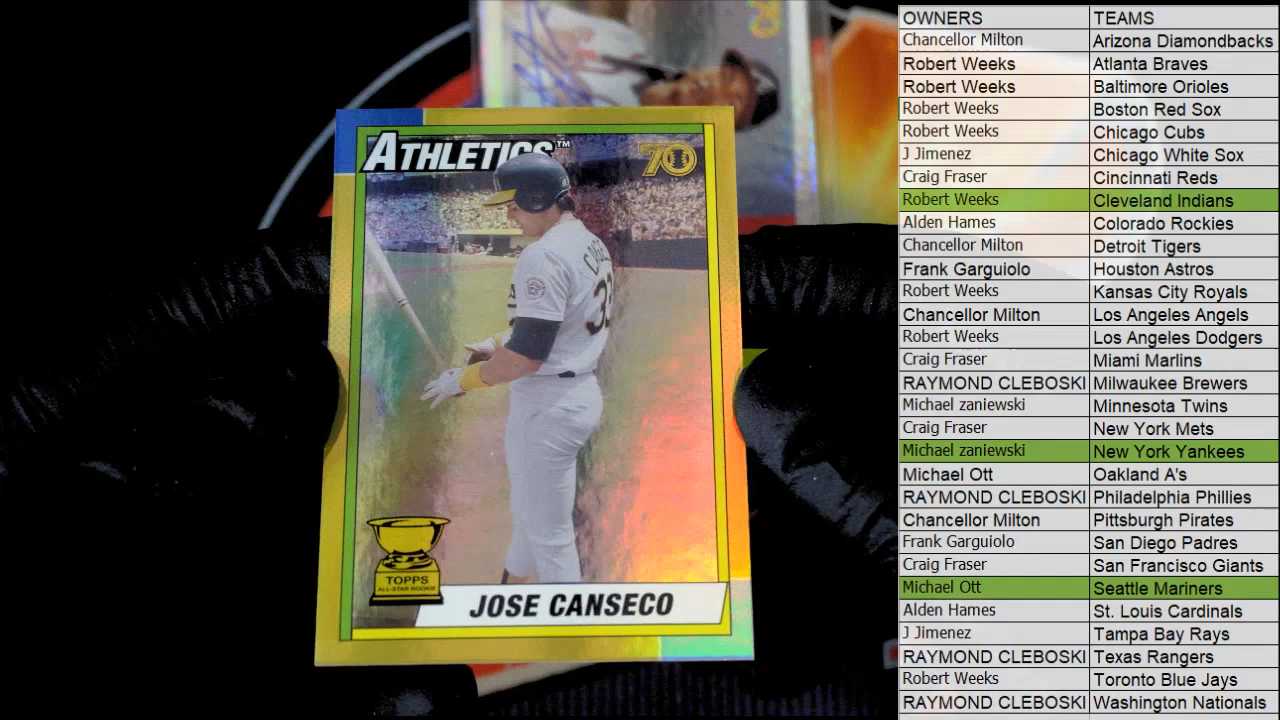 ATHLETICS™
70
CANSECO
33
TOPPS
ALL-STAR ROOKIE
JOSE CANSECO
OWNERS TEAMS
Chancellor Milton Arizona Diamondbacks
Robert Weeks Atlanta Braves
Robert Weeks Baltimore Orioles
Robert Weeks Boston Red Sox
Robert Weeks Chicago Cubs
J Jimenez Chicago White Sox
Craig Fraser Cincinnati Reds
Robert Weeks Cleveland Indians
Alden Hames Colorado Rockies
Chancellor Milton Detroit Tigers
Frank Garguiolo Houston Astros
Robert Weeks Kansas City Royals
Chancellor Milton Los Angeles Angels
Robert Weeks Los Angeles Dodgers
Craig Fraser Miami Marlins
RAYMOND CLEBOSKI Milwaukee Brewers
Michael zaniewski Minnesota Twins
Craig Fraser New York Mets
Michael zaniewski New York Yankees
Michael Ott Oakland A's
RAYMOND CLEBOSKI Philadelphia Phillies
Chancellor Milton Pittsburgh Pirates
Frank Garguiolo San Diego Padres
Craig Fraser San Francisco Giants
Michael Ott Seattle Mariners
Alden Hames St. Louis Cardinals
J Jimenez Tampa Bay Rays
RAYMOND CLEBOSKI Texas Rangers
Robert Weeks Toronto Blue Jays
RAYMOND CLEBOSKI Washington Nationals